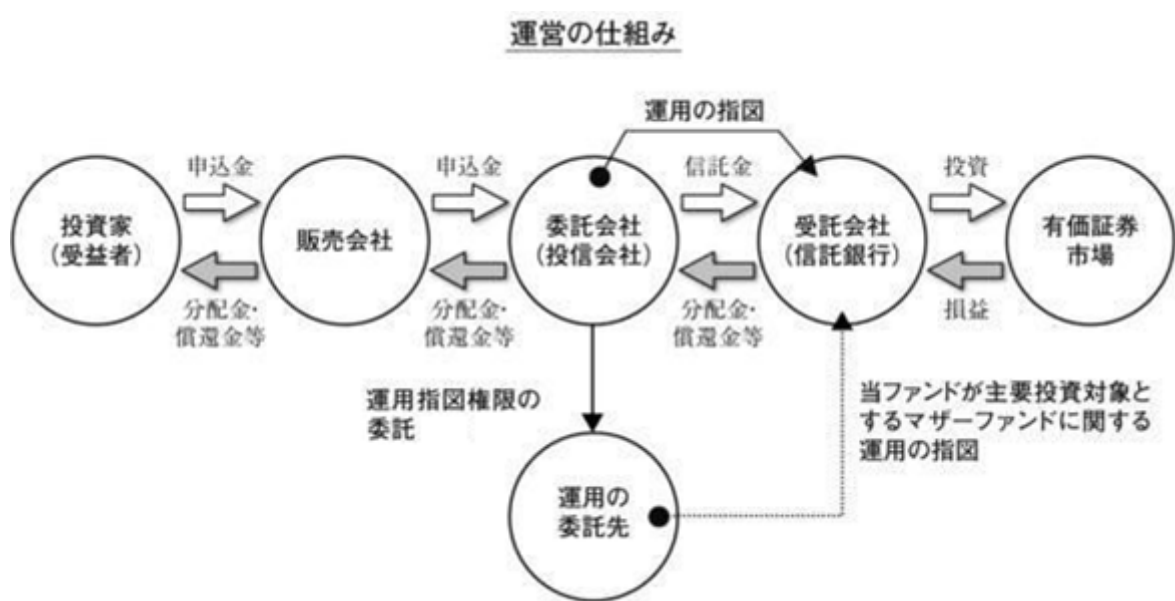 運営の仕組み
運用の指図
申込金
申込金
信託金
投資
投資家
(受益者)
販売会社
委託会社
(投信会社)
受託会社
(信託銀行)
有価証券
市場
分配金・
償還金等
分配金・
償還金等
分配金・
償還金等
損益
運用指図権限の
委託
当ファンドが主要投資対象と
するマザーファンドに関する
運用の指図
運用の
委託先